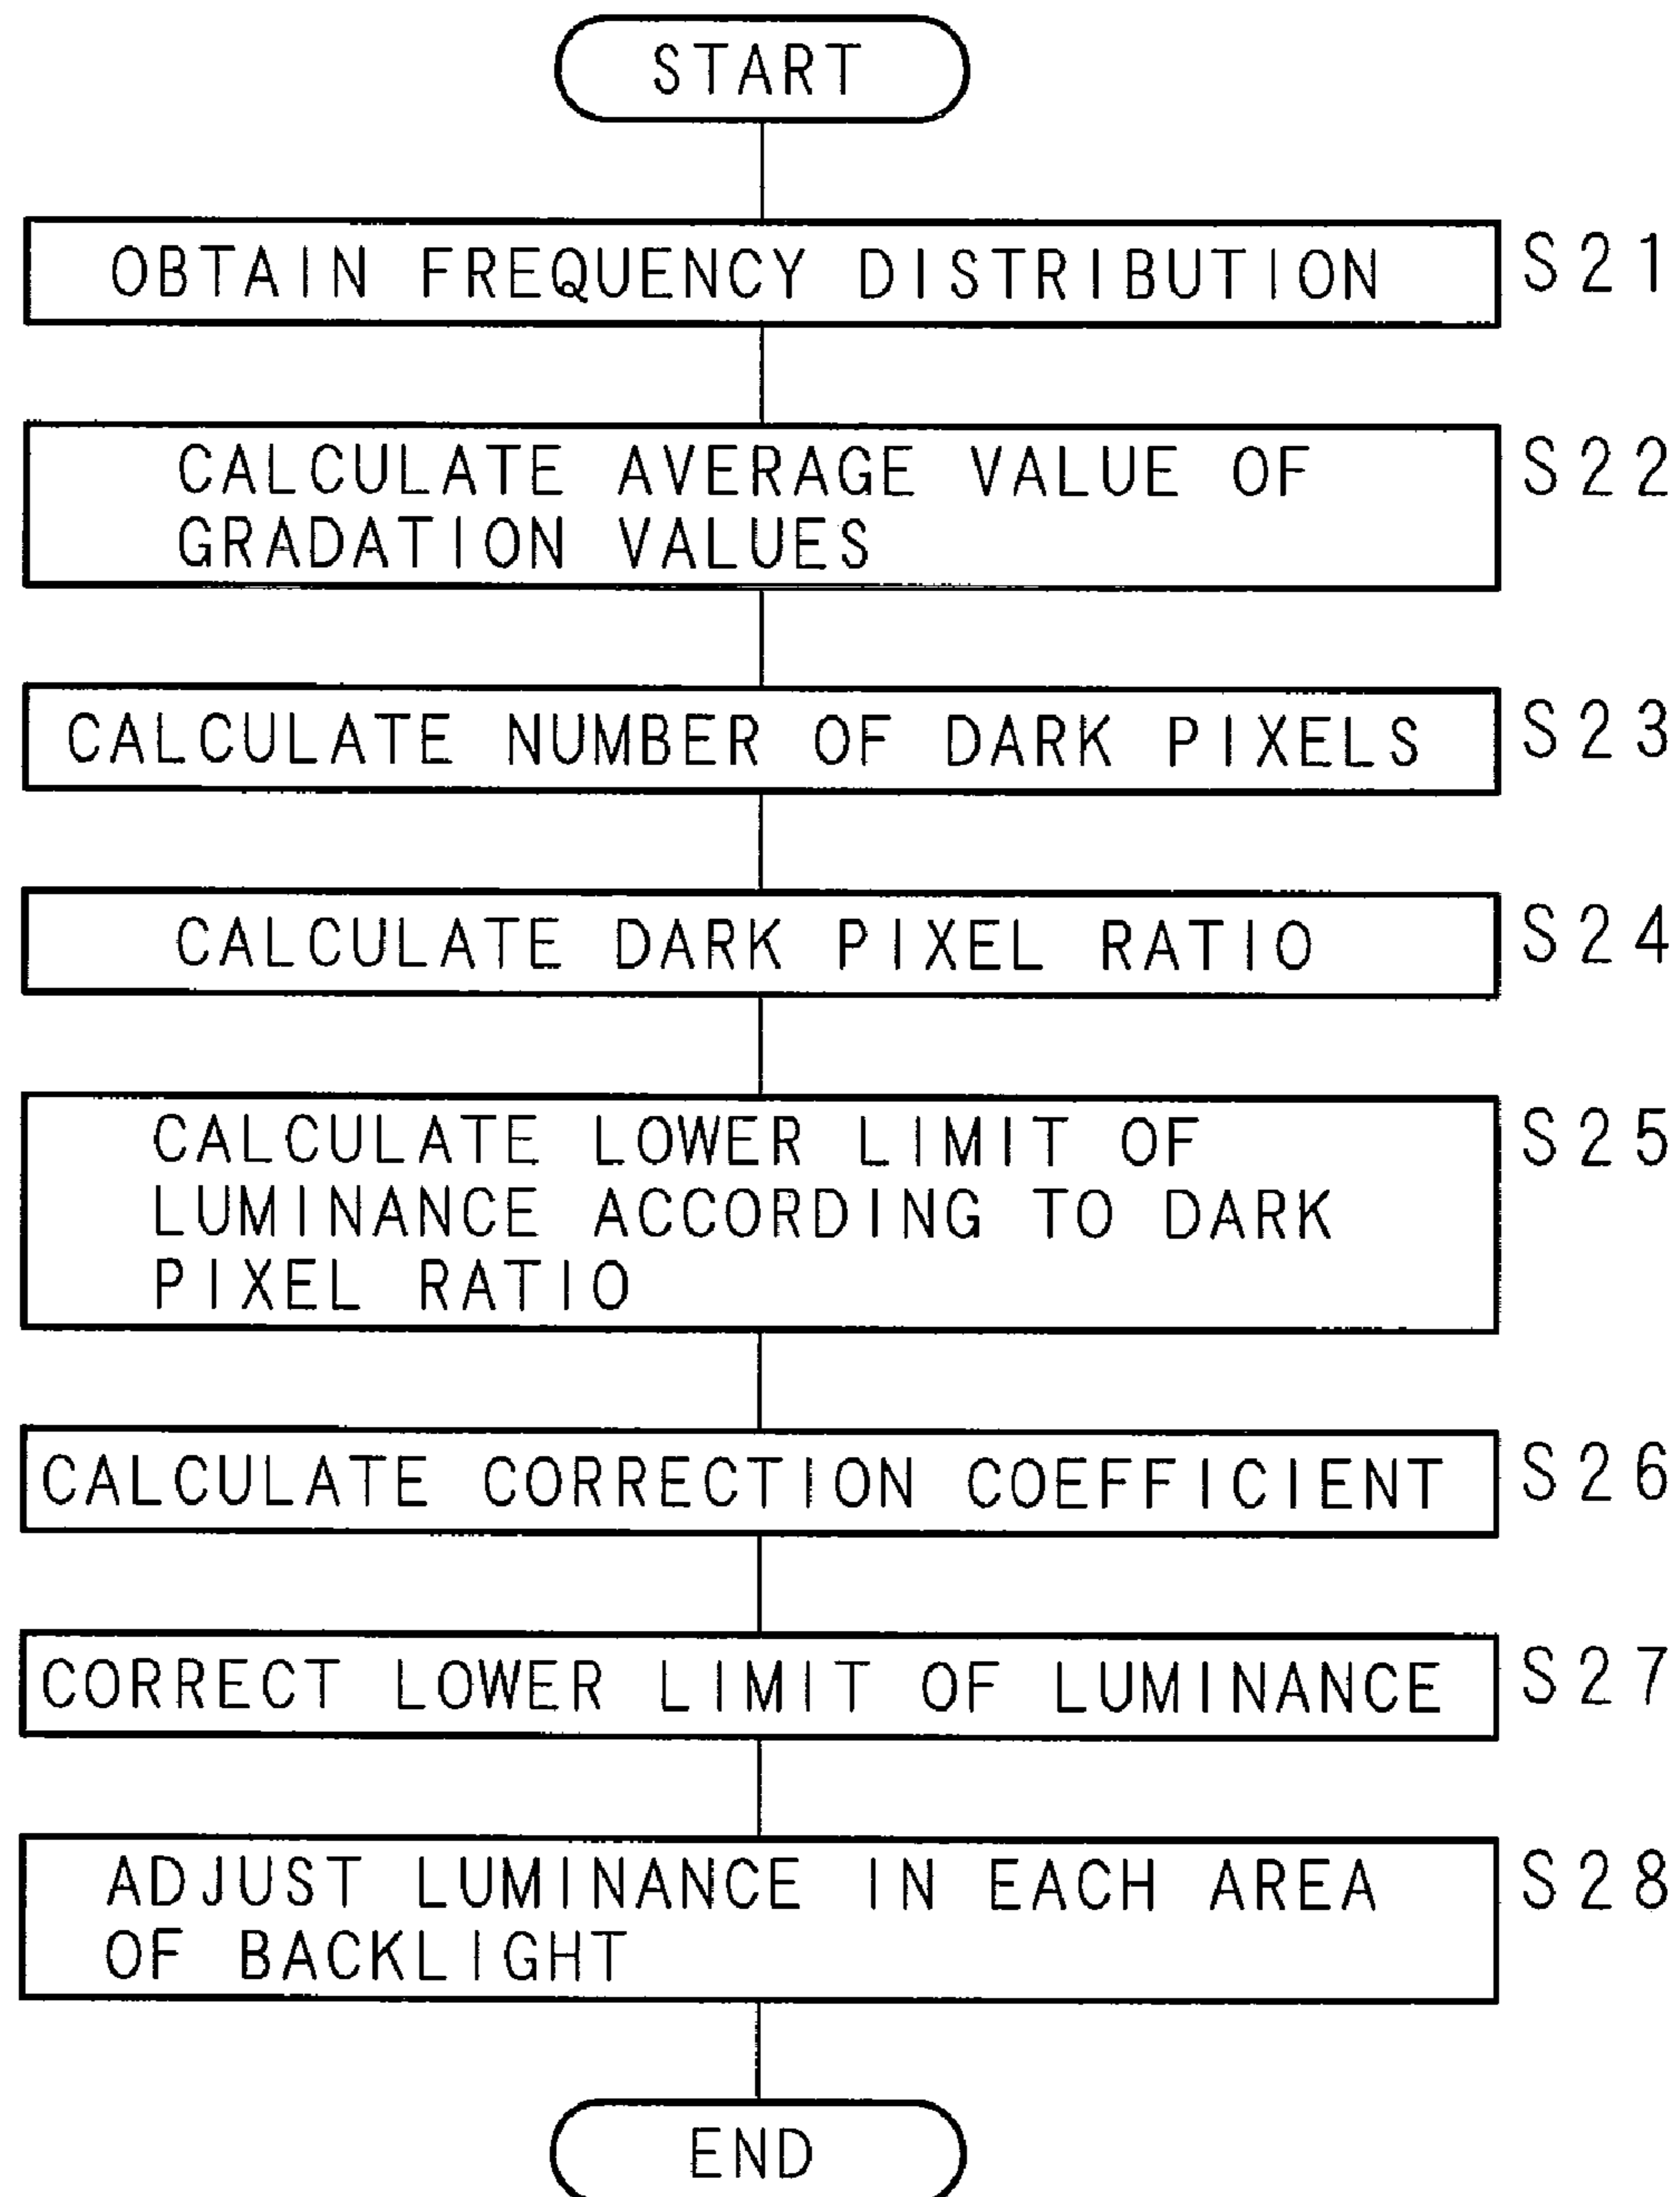 START
OBTAIN FREQUENCY DISTRIBUTION S21
CALCULATE AVERAGE VALUE OF S22
GRADATION VALUES
CALCULATE NUMBER OF DARK PIXELS S23
CALCULATE DARK PIXEL RATIO S24
CALCULATE LOWER LIMIT OF S25
LUMINANCE ACCORDING TO DARK
PIXEL RATIO
CALCULATE CORRECTION COEFFICIENT S26
CORRECT LOWER LIMIT OF LUMINANCE S27
ADJUST LUMINANCE IN EACH AREA S28
OF BACKLIGHT
END